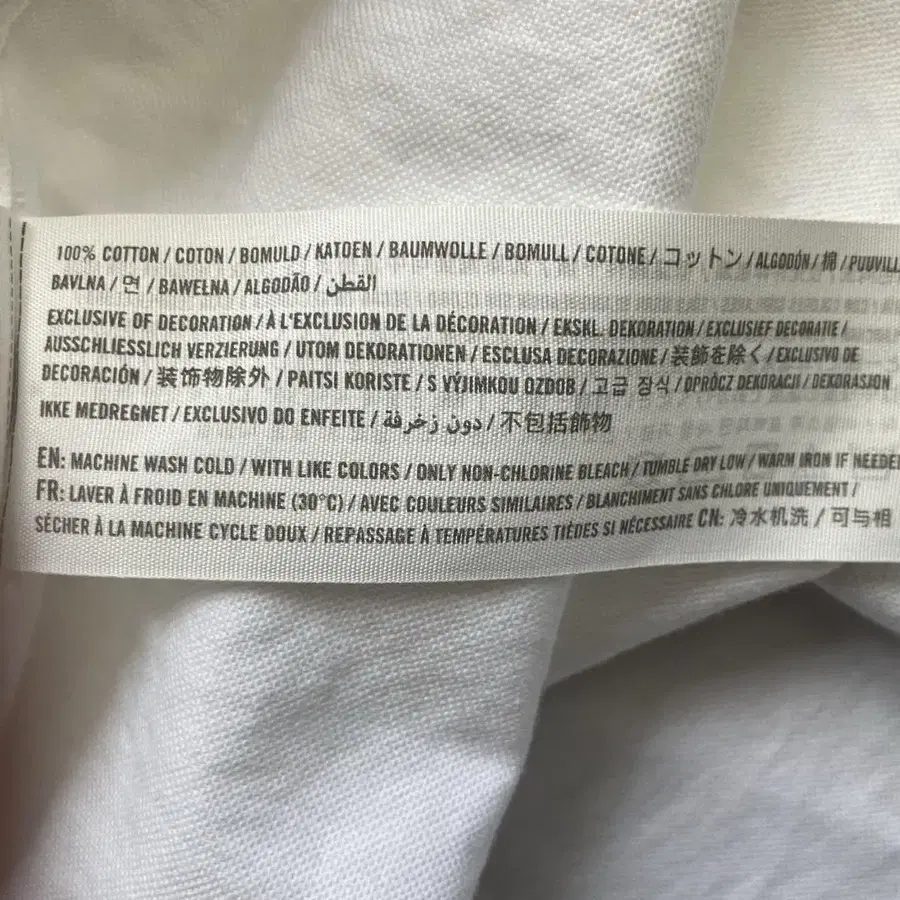 100% COTTON / COTON / BOMULD / KATOEN / BAUMWOLLE / BOMULL / COTONE / コットン / ALGODÓN / 棉 / PUUVILL
BAVLNA / 면 / BAWEŁNA / ALGODÃO / القطن
EXCLUSIVE OF DECORATION / À L'EXCLUSION DE LA DÉCORATION / EKSKL. DEKORATION / EXCLUSIEF DECORATIE /
AUSSCHLIESSLICH VERZIERUNG / UTOM DEKORATIONEN / ESCLUSA DECORAZIONE / 装飾を除く / EXCLUSIVO DE
DECORACIÓN / 装饰物除外 / PAITSI KORISTE / S VÝJIMKOU OZDOB / 고급 장식 / OPRÓCZ DEKORACJI / DEKORASJON
IKKE MEDREGNET / EXCLUSIVO DO ENFEITE / دون زخرفة / 不包括飾物
EN: MACHINE WASH COLD / WITH LIKE COLORS / ONLY NON-CHLORINE BLEACH / TUMBLE DRY LOW / WARM IRON IF NEEDED
FR: LAVER À FROID EN MACHINE (30°C) / AVEC COULEURS SIMILAIRES / BLANCHIMENT SANS CHLORE UNIQUEMENT /
SÉCHER À LA MACHINE CYCLE DOUX / REPASSAGE À TEMPÉRATURES TIÈDES SI NÉCESSAIRE CN: 冷水机洗 / 可与相